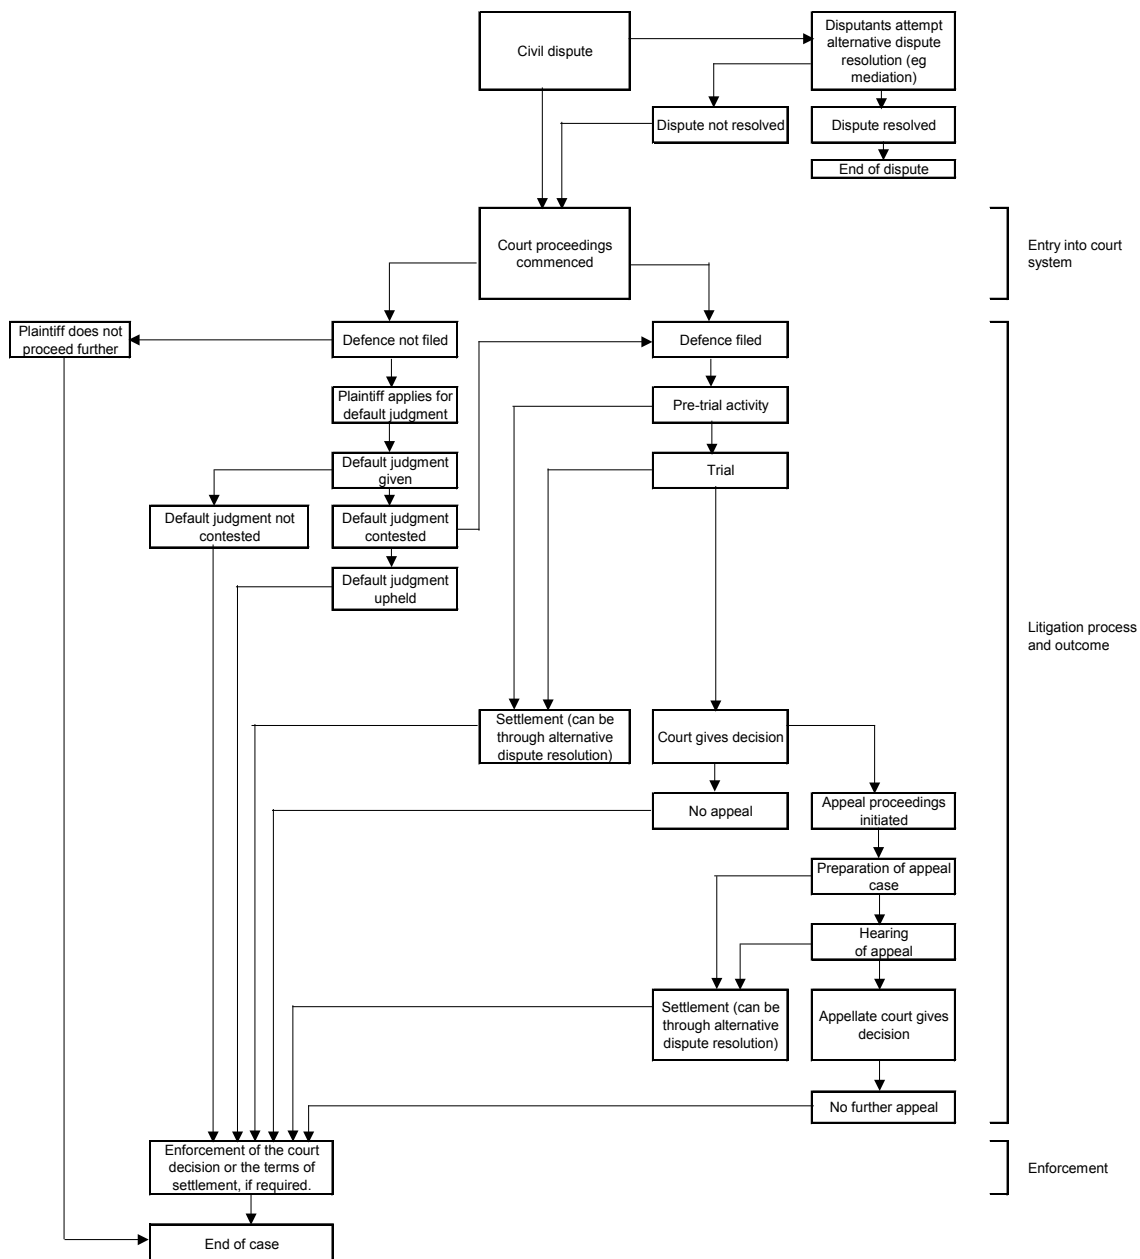 Civil dispute
Disputants attempt
alternative dispute
resolution (eg
mediation)
Dispute not resolved
Dispute resolved
End of dispute
Court proceedings
commenced
Entry into court
system
Plaintiff does not
proceed further
Defence not filed
Defence filed
Plaintiff applies for
default judgment
Pre-trial activity
Default judgment
given
Trial
Default judgment not
contested
Default judgment
contested
Default judgment
upheld
Litigation process
and outcome
Settlement (can be
through alternative
dispute resolution)
Court gives decision
No appeal
Appeal proceedings
initiated
Preparation of appeal
case
Hearing
of appeal
Settlement (can be
through alternative
dispute resolution)
Appellate court gives
decision
No further appeal
Enforcement of the court
decision or the terms of
settlement, if required.
Enforcement
End of case